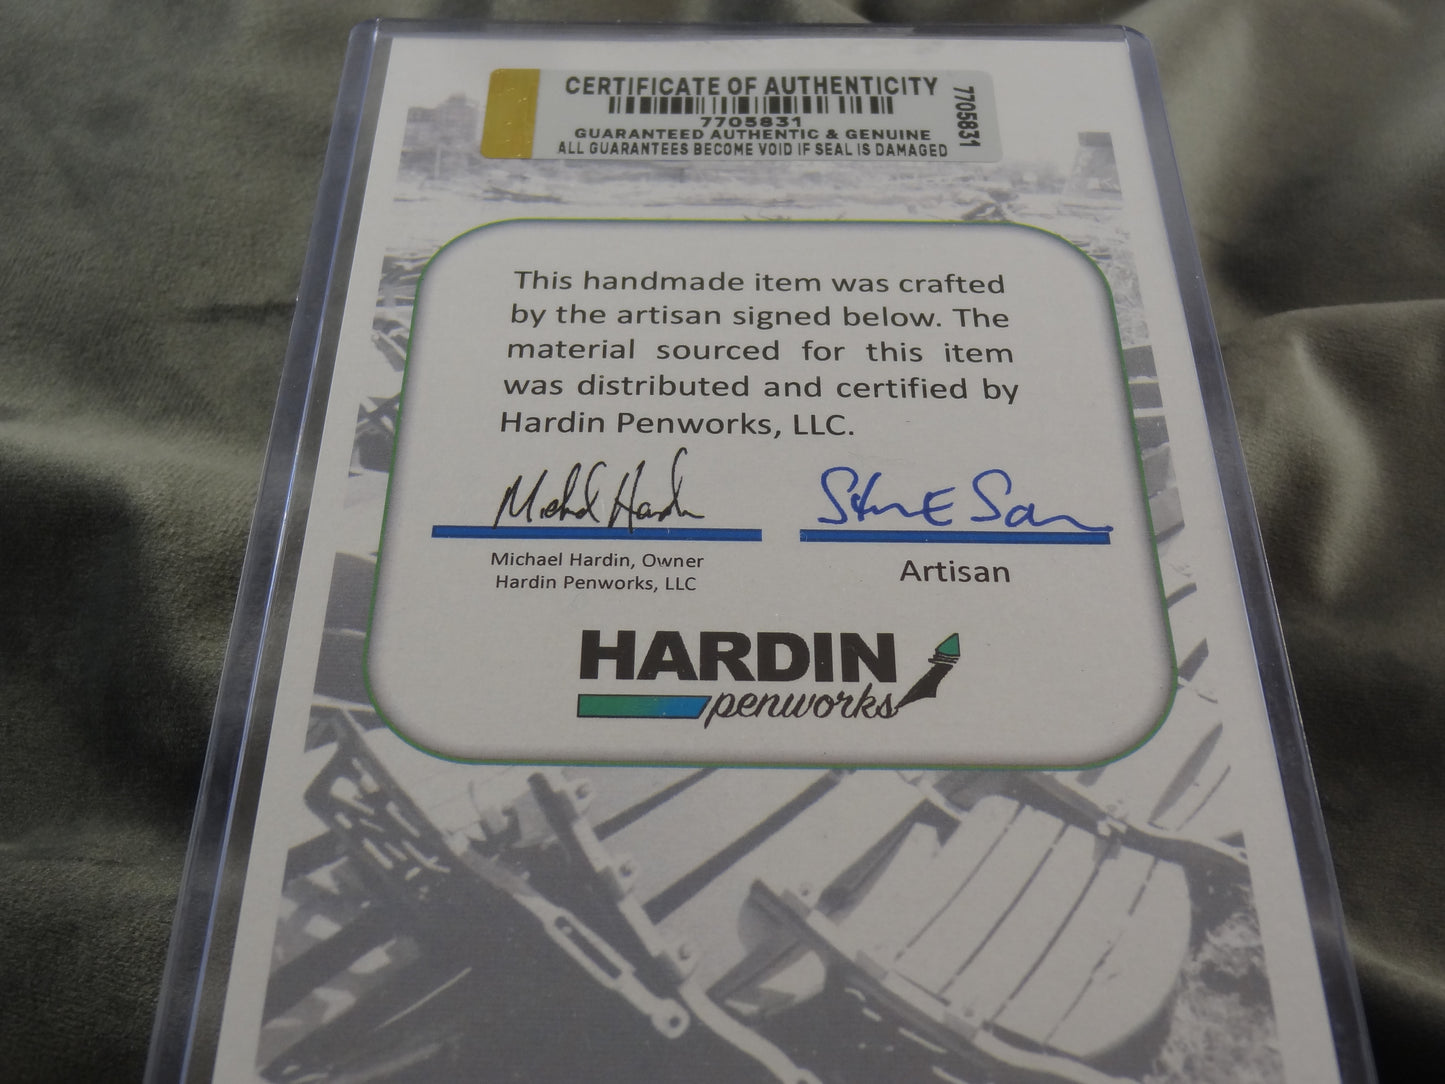 CERTIFICATE OF AUTHENTICITY
7705831
7705831
GUARANTEED AUTHENTIC & GENUINE
ALL GUARANTEES BECOME VOID IF SEAL IS DAMAGED
This handmade item was crafted
by the artisan signed below. The
material sourced for this item
was distributed and certified by
Hardin Penworks, LLC.
Michael Hardin
Michael Hardin, Owner
Hardin Penworks, LLC
Artisan
HARDIN
penworks